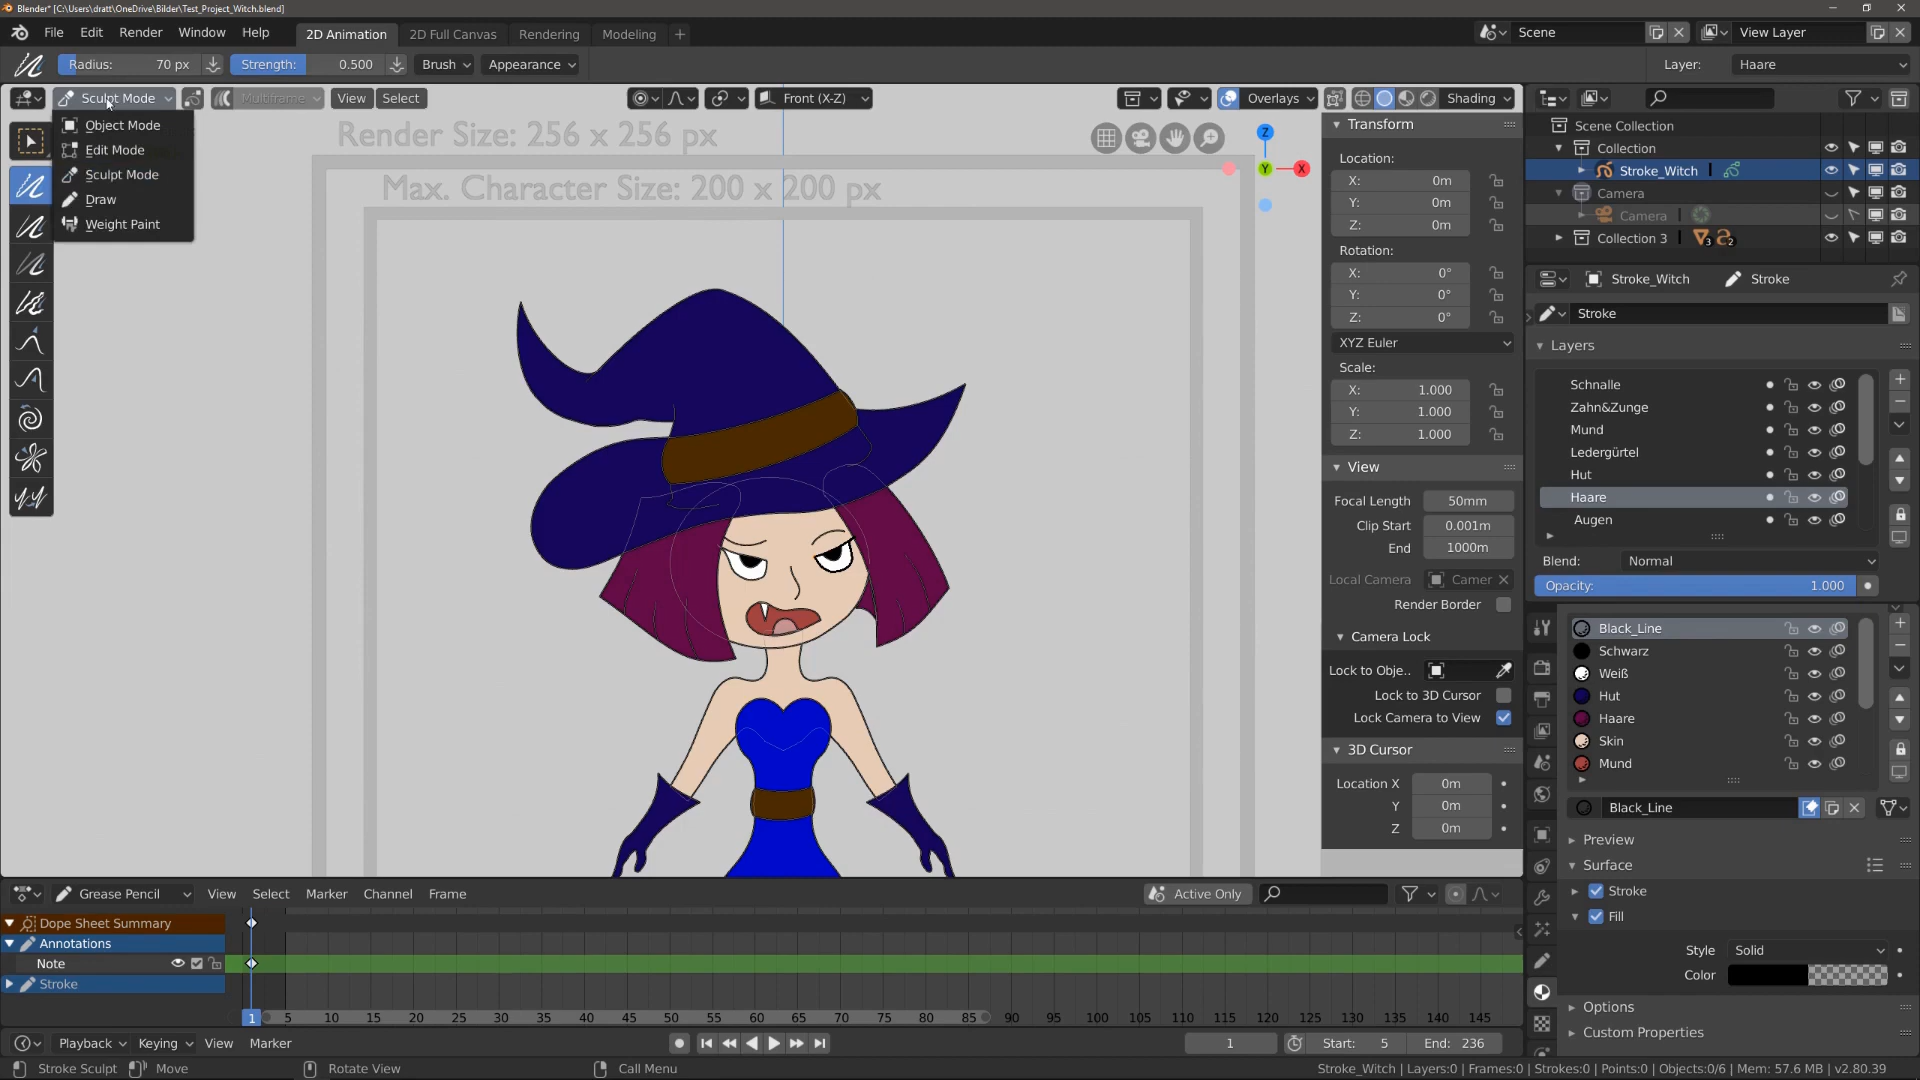 Blender* [C:\Users\dratt\OneDrive\Bilder\Test_Project_Witch.blend]
File Edit Render Window Help 2D Animation 2D Full Canvas Rendering Modeling + Scene View Layer
Radius: 70 px Strength: 0.500 Brush Appearance Layer: Haare
Sculpt Mode Multiframe View Select Front (X-Z) Overlays Shading
Object Mode
Edit Mode
Sculpt Mode
Draw
Weight Paint
Render Size: 256 x 256 px
Max. Character Size: 200 x 200 px
Z
Y
X
Transform
Location:
X: 0m
Y: 0m
Z: 0m
Rotation:
X: 0°
Y: 0°
Z: 0°
XYZ Euler
Scale:
X: 1.000
Y: 1.000
Z: 1.000
View
Focal Length 50mm
Clip Start 0.001m
End 1000m
Local Camera Camer
Render Border
Camera Lock
Lock to Obje..
Lock to 3D Cursor
Lock Camera to View
3D Cursor
Location X 0m
Y 0m
Z 0m
Scene Collection
Collection
Stroke_Witch
Camera
Camera
Collection 3 3 2
Stroke_Witch Stroke
Stroke
Layers
Schnalle
Zahn&Zunge
Mund
Ledergürtel
Hut
Haare
Augen
Blend: Normal
Opacity: 1.000
Black_Line
Schwarz
Weiß
Hut
Haare
Skin
Mund
Black_Line
Preview
Surface
Stroke
Fill
Style Solid
Color
Options
Custom Properties
Grease Pencil View Select Marker Channel Frame Active Only
Dope Sheet Summary
Annotations
Note
Stroke
1 5 10 15 20 25 30 35 40 45 50 55 60 65 70 75 80 85 90 95 100 105 110 115 120 125 130 135 140 145
Playback Keying View Marker 1 Start: 5 End: 236
Stroke Sculpt Move Rotate View Call Menu Stroke_Witch | Layers:0 | Frames:0 | Strokes:0 | Points:0 | Objects:0/6 | Mem: 57.6 MB | v2.80.39